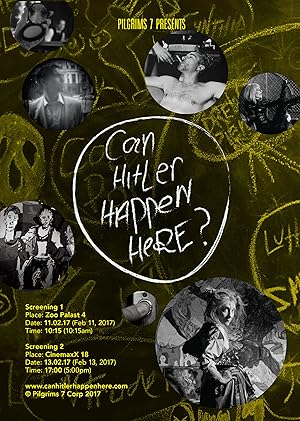 PILGRIMS 7 PRESENTS
Can
HITLER
HAPPEN
HERE?
Screening 1
Place: Zoo Palast 4
Date: 11.02.17 (Feb 11, 2017)
Time: 10:15 (10:15am)
Screening 2
Place: CinemaxX 18
Date: 13.02.17 (Feb 13, 2017)
Time: 17:00 (5:00pm)
www.canhitlerhappenhere.com
© Pilgrims 7 Corp 2017